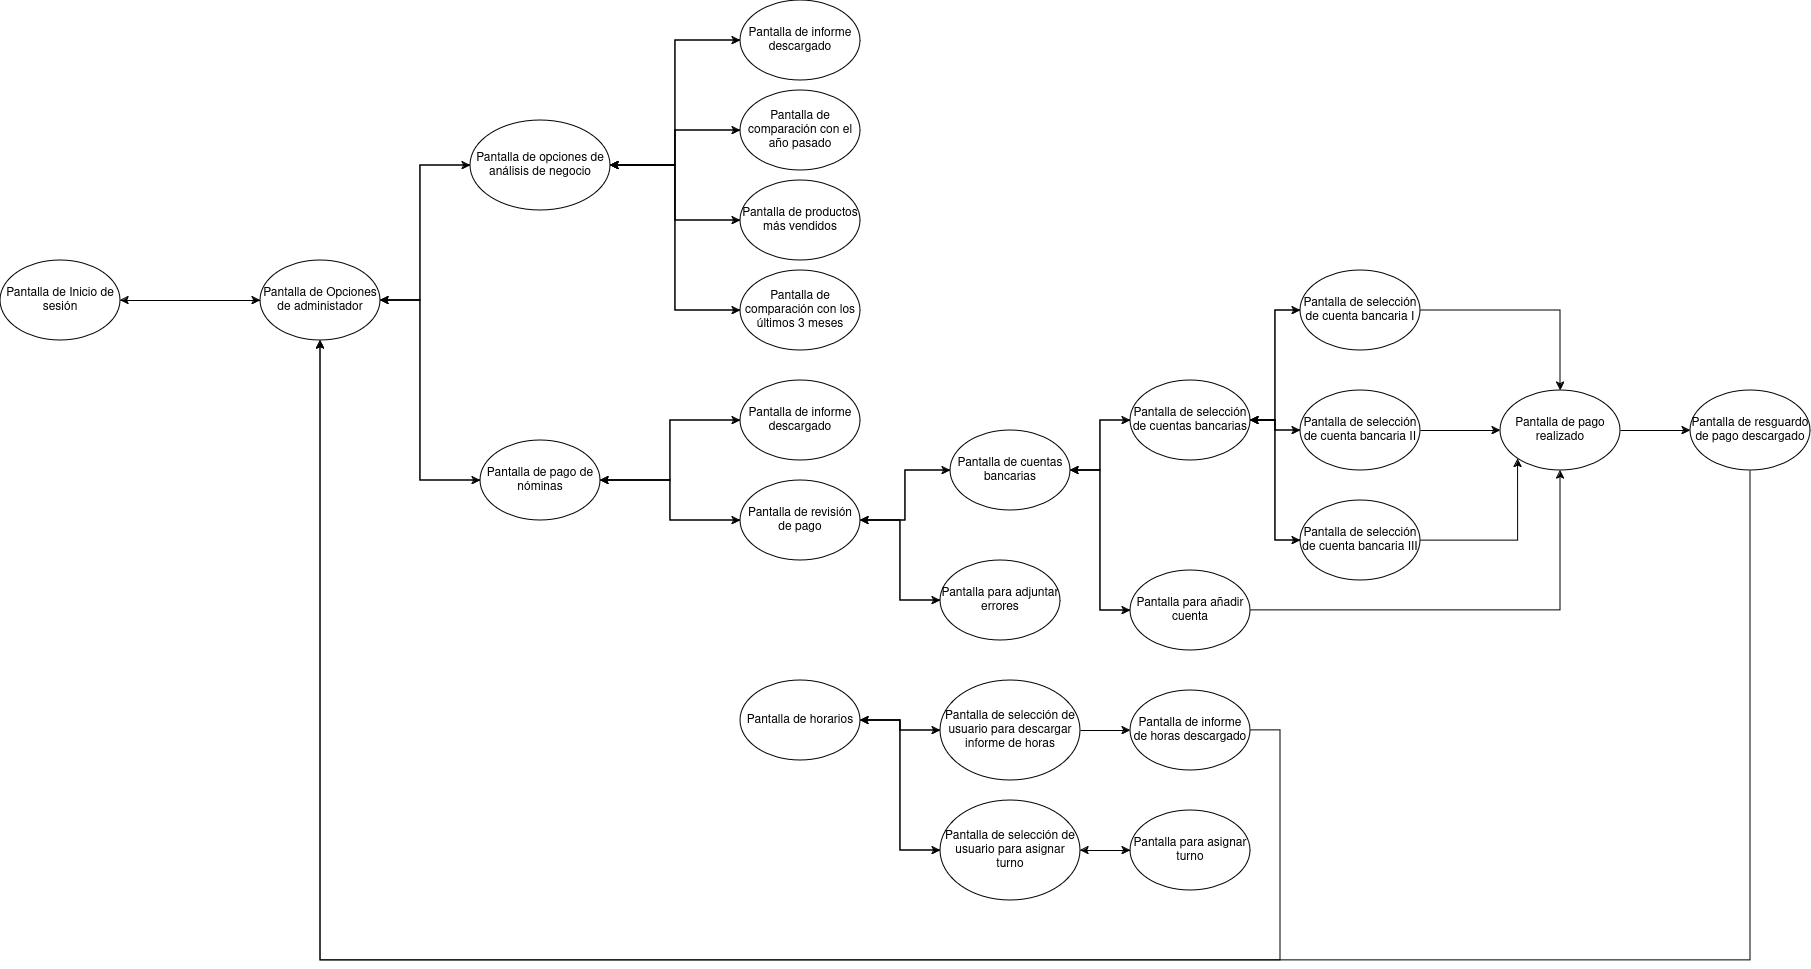 Pantalla de informe
descargado
Pantalla de
comparación con el
año pasado
Pantalla de opciones de
análisis de negocio
Pantalla de productos
más vendidos
Pantalla de Inicio de
sesión
Pantalla de Opciones
de administador
Pantalla de
comparación con los
últimos 3 meses
Pantalla de selección
de cuenta bancaria I
Pantalla de informe
descargado
Pantalla de selección
de cuentas bancarias
Pantalla de selección
de cuenta bancaria II
Pantalla de pago
realizado
Pantalla de resguardo
de pago descargado
Pantalla de pago de
nóminas
Pantalla de cuentas
bancarias
Pantalla de revisión
de pago
Pantalla de selección
de cuenta bancaria III
Pantalla para adjuntar
errores
Pantalla para añadir
cuenta
Pantalla de horarios
Pantalla de selección de
usuario para descargar
informe de horas
Pantalla de informe
de horas descargado
Pantalla de selección de
usuario para asignar
turno
Pantalla para asignar
turno